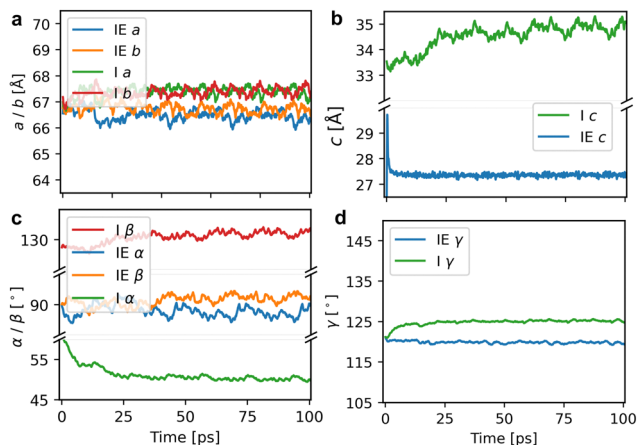 a
70
69
68
67
66
65
64
a / b [Å]
IE a
IE b
I a
I b
b
35
34
33
29
28
27
c [Å]
I c
IE c
c
130
90
55
45
α / β [°]
I β
IE α
IE β
I α
0
25
50
75
100
Time [ps]
d
145
135
125
115
105
γ [°]
IE γ
I γ
0
25
50
75
100
Time [ps]